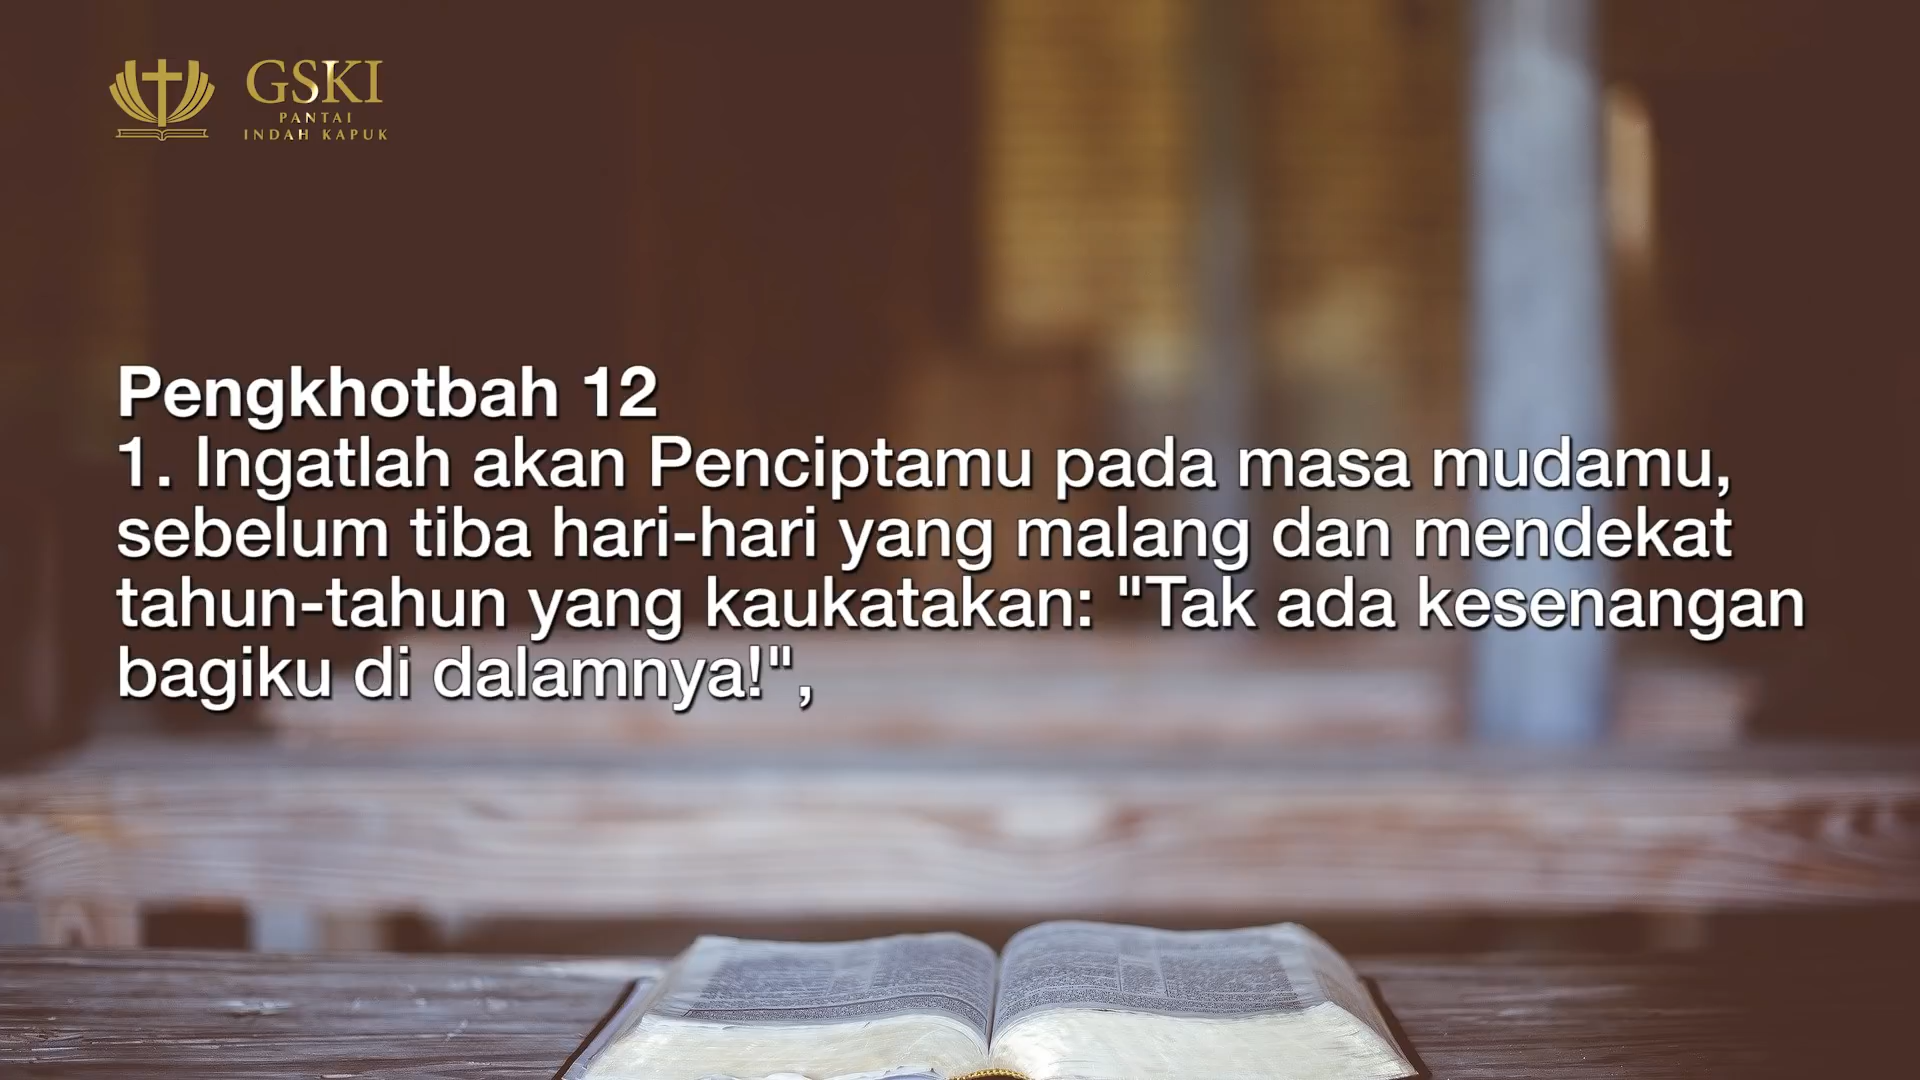 GSKI
PANTAI
INDAH KAPUK
Pengkhotbah 12
1. Ingatlah akan Penciptamu pada masa mudamu,
sebelum tiba hari-hari yang malang dan mendekat
tahun-tahun yang kaukatakan: "Tak ada kesenangan
bagiku di dalamnya!",